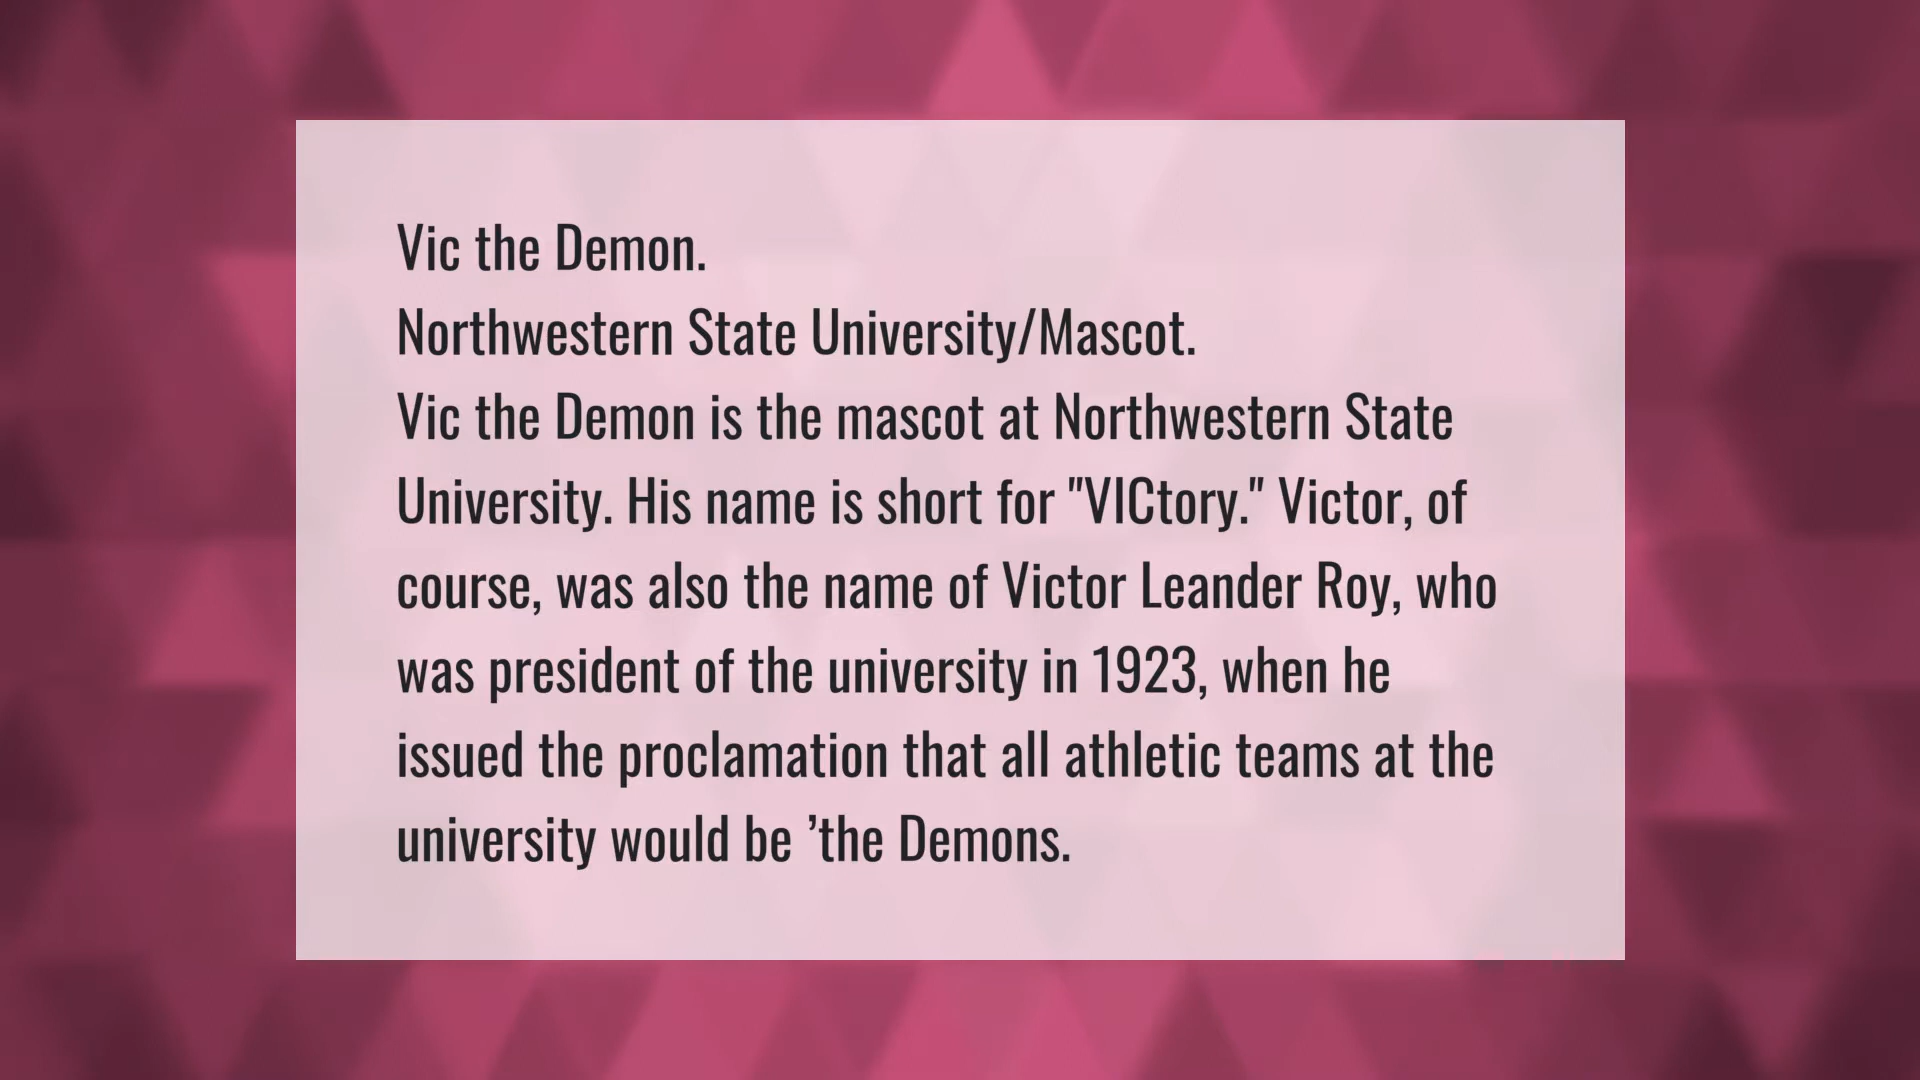 Vic the Demon.
Northwestern State University/Mascot.
Vic the Demon is the mascot at Northwestern State
University. His name is short for "VICtory." Victor, of
course, was also the name of Victor Leander Roy, who
was president of the university in 1923, when he
issued the proclamation that all athletic teams at the
university would be ’the Demons.